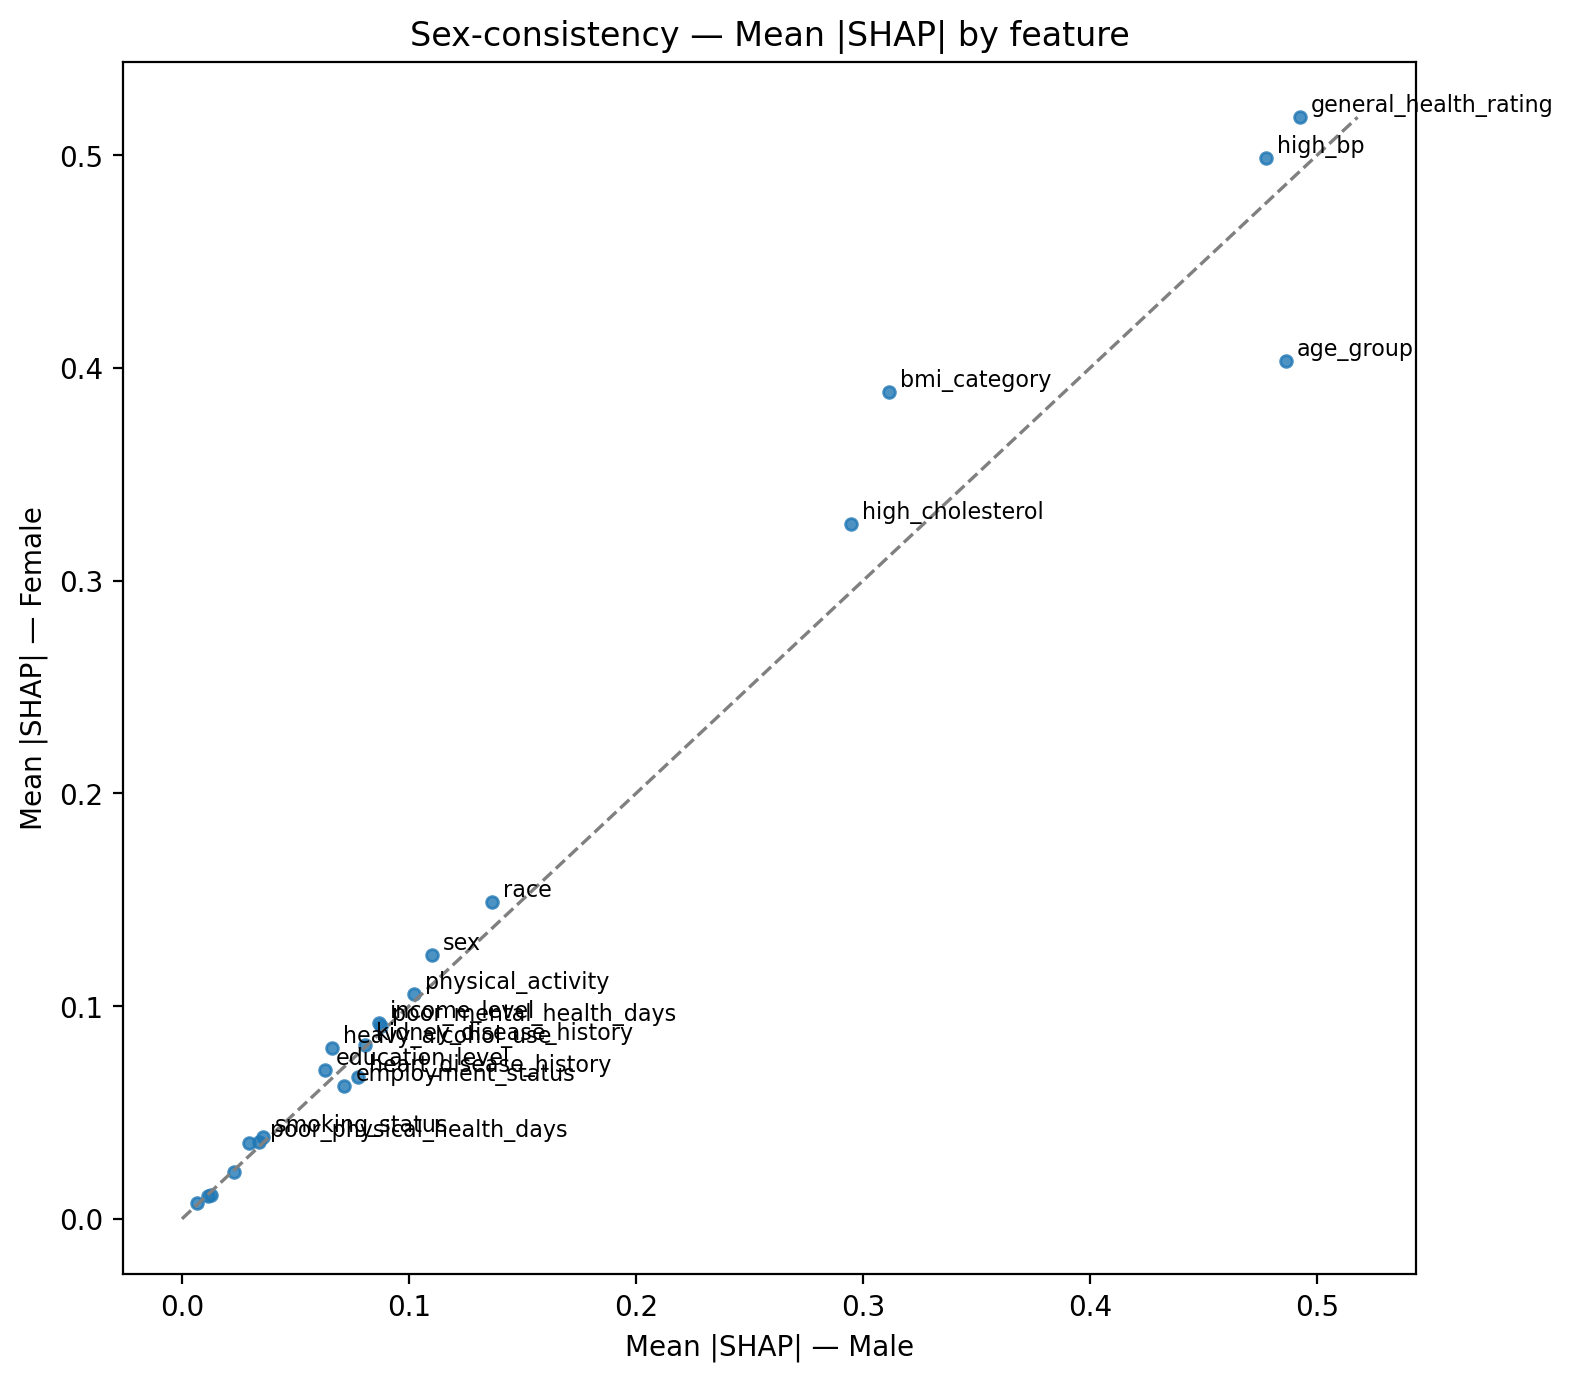 Sex-consistency — Mean |SHAP| by feature
general_health_rating
high_bp
age_group
bmi_category
high_cholesterol
race
sex
physical_activity
income_level
poor_mental_health_days
kidney_disease_history
heavy_alcohol_use
education_level
heart_disease_history
employment_status
smoking_status
poor_physical_health_days
0.5
0.4
0.3
0.2
0.1
0.0
Mean |SHAP| — Female
0.0
0.1
0.2
0.3
0.4
0.5
Mean |SHAP| — Male